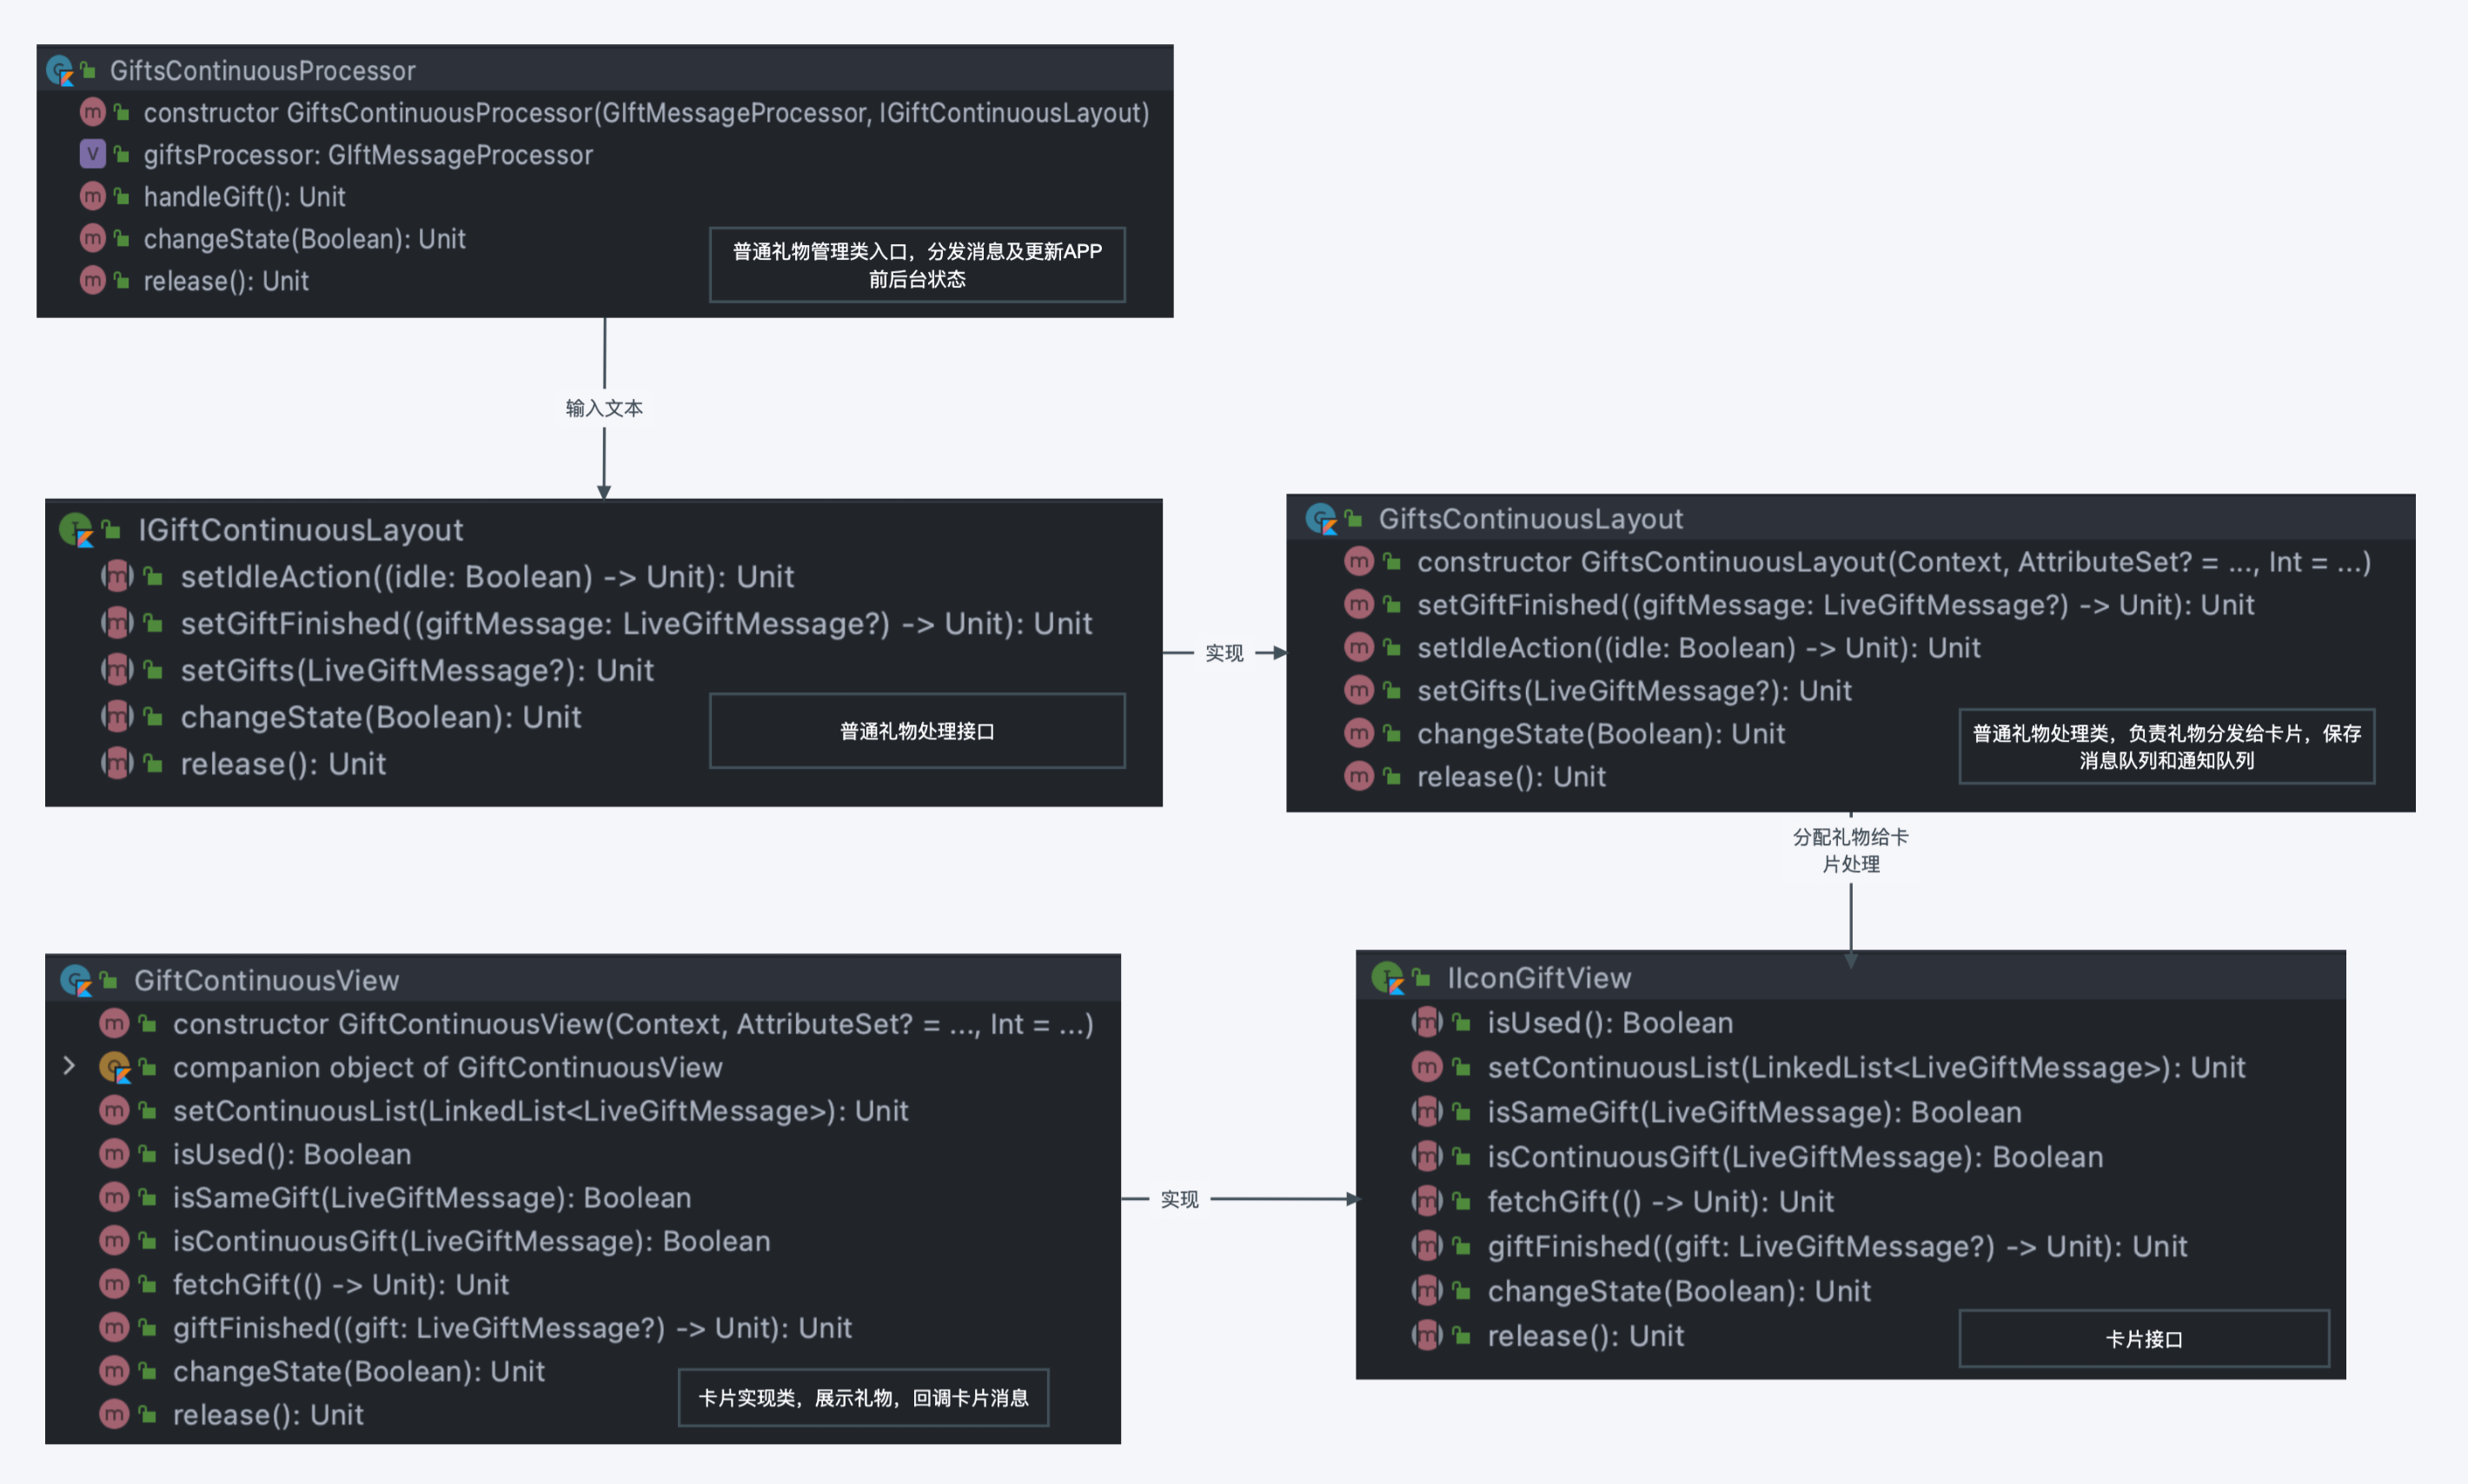 GiftsContinuousProcessor
constructor GiftsContinuousProcessor(GIftMessageProcessor, IGiftContinuousLayout)
giftsProcessor: GIftMessageProcessor
handleGift(): Unit
changeState(Boolean): Unit
release(): Unit
普通礼物管理类入口，分发消息及更新APP
前后台状态
输入文本
IGiftContinuousLayout
setIdleAction((idle: Boolean) -> Unit): Unit
setGiftFinished((giftMessage: LiveGiftMessage?) -> Unit): Unit
setGifts(LiveGiftMessage?): Unit
changeState(Boolean): Unit
release(): Unit
普通礼物处理接口
实现
GiftsContinuousLayout
constructor GiftsContinuousLayout(Context, AttributeSet? = ..., Int = ...)
setGiftFinished((giftMessage: LiveGiftMessage?) -> Unit): Unit
setIdleAction((idle: Boolean) -> Unit): Unit
setGifts(LiveGiftMessage?): Unit
changeState(Boolean): Unit
release(): Unit
普通礼物处理类，负责礼物分发给卡片，保存
消息队列和通知队列
分配礼物给卡
片处理
GiftContinuousView
constructor GiftContinuousView(Context, AttributeSet? = ..., Int = ...)
companion object of GiftContinuousView
setContinuousList(LinkedList<LiveGiftMessage>): Unit
isUsed(): Boolean
isSameGift(LiveGiftMessage): Boolean
isContinuousGift(LiveGiftMessage): Boolean
fetchGift(() -> Unit): Unit
giftFinished((gift: LiveGiftMessage?) -> Unit): Unit
changeState(Boolean): Unit
release(): Unit
卡片实现类，展示礼物，回调卡片消息
实现
IIconGiftView
isUsed(): Boolean
setContinuousList(LinkedList<LiveGiftMessage>): Unit
isSameGift(LiveGiftMessage): Boolean
isContinuousGift(LiveGiftMessage): Boolean
fetchGift(() -> Unit): Unit
giftFinished((gift: LiveGiftMessage?) -> Unit): Unit
changeState(Boolean): Unit
release(): Unit
卡片接口